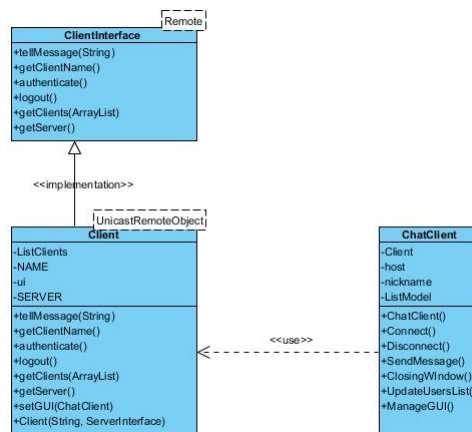 Remote
ClientInterface
+tellMessage(String)
+getClientName()
+authenticate()
+logout()
+getClients(ArrayList)
+getServer()
<<implementation>>
UnicastRemoteObject
Client
-ListClients
-NAME
-ui
-SERVER
+tellMessage(String)
+getClientName()
+authenticate()
+logout()
+getClients(ArrayList)
+getServer()
+setGUI(ChatClient)
+Client(String, ServerInterface)
<<use>>
ChatClient
-Client
-host
-nickname
-ListModel
+ChatClient()
+Connect()
+Disconnect()
+SendMessage()
+ClosingWIndow()
+UpdateUsersList()
+ManageGUI()